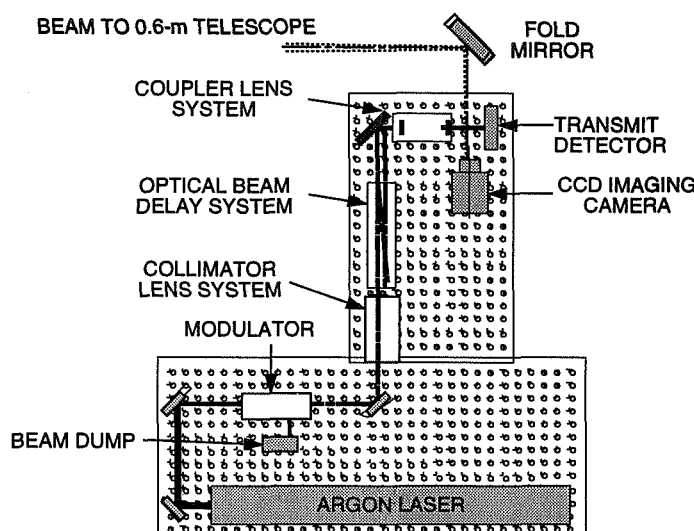 BEAM TO 0.6-m TELESCOPE
FOLD
MIRROR
COUPLER LENS
SYSTEM
TRANSMIT
DETECTOR
OPTICAL BEAM
DELAY SYSTEM
CCD IMAGING
CAMERA
COLLIMATOR
LENS SYSTEM
MODULATOR
BEAM DUMP
ARGON LASER